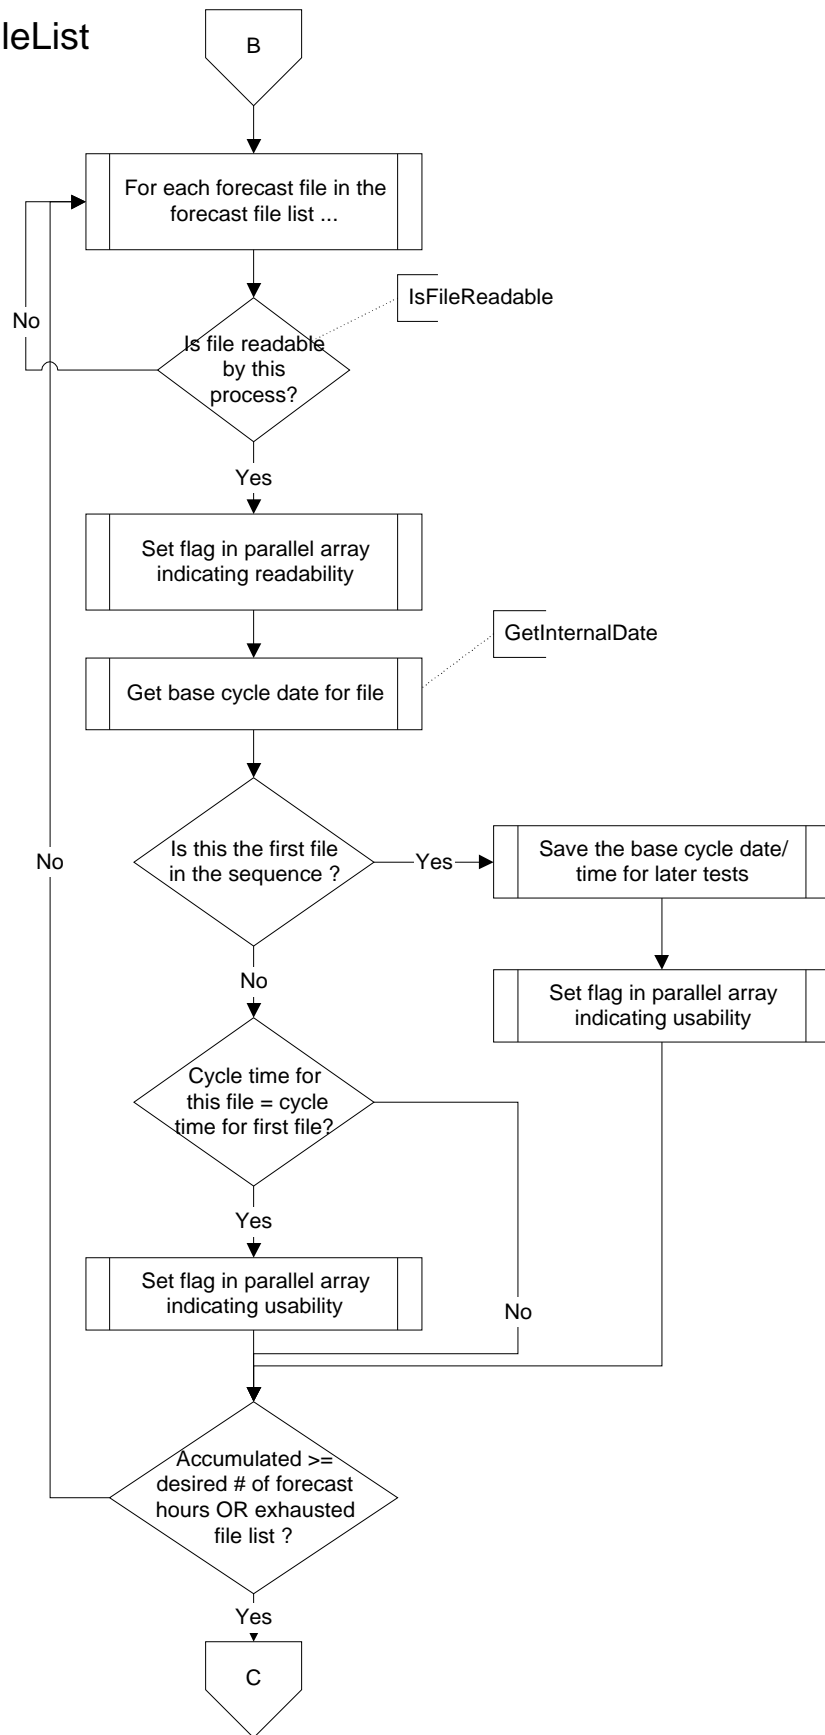 leList
B
For each forecast file in the
forecast file list ...
IsFileReadable
No
Is file readable
by this
process?
Yes
Set flag in parallel array
indicating readability
GetInternalDate
Get base cycle date for file
Is this the first file
in the sequence ?
No
Yes
Save the base cycle date/
time for later tests
No
Set flag in parallel array
indicating usability
Cycle time for
this file = cycle
time for first file?
Yes
Set flag in parallel array
indicating usability
No
Accumulated >=
desired # of forecast
hours OR exhausted
file list ?
Yes
C